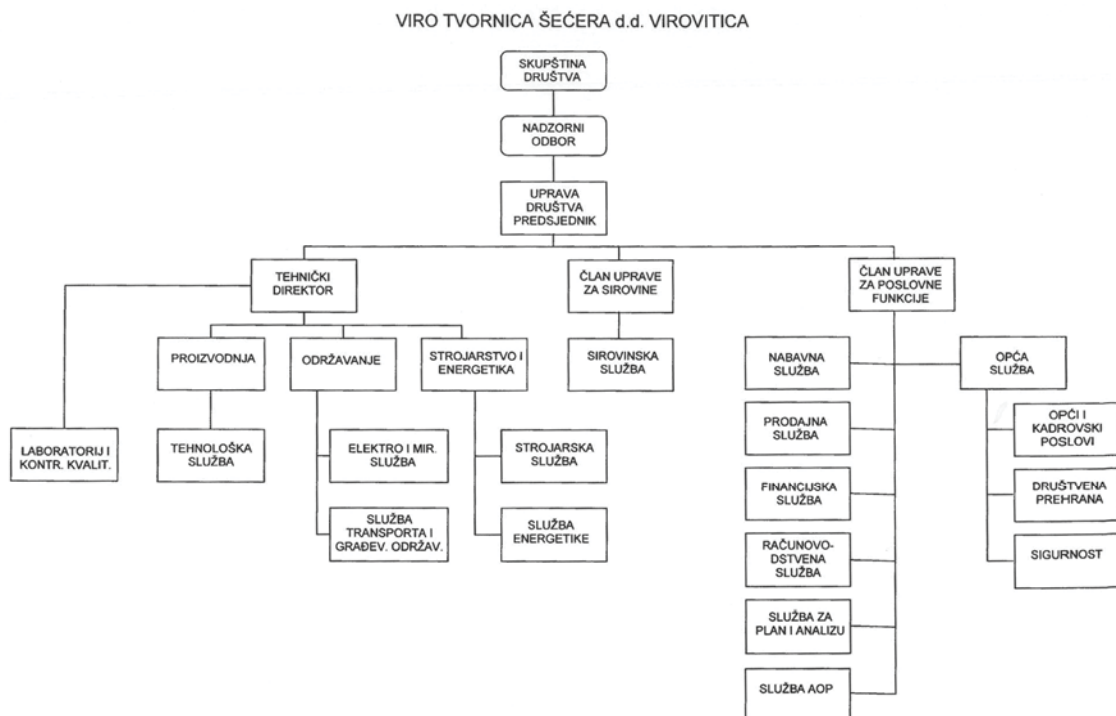 VIRO TVORNICA ŠEĆERA d.d. VIROVITICA
SKUPŠTINA
DRUŠTVA
NADZORNI
ODBOR
UPRAVA
DRUŠTVA
PREDSJEDNIK
TEHNIČKI
DIREKTOR
ČLAN UPRAVE
ZA SIROVINE
ČLAN UPRAVE
ZA POSLOVNE
FUNKCIJE
PROIZVODNJA
ODRŽAVANJE
STROJARSTVO I
ENERGETIKA
SIROVINSKA
SLUŽBA
NABAVNA
SLUŽBA
OPĆA
SLUŽBA
LABORATORIJ I
KONTR. KVALIT.
TEHNOLOŠKA
SLUŽBA
ELEKTRO I MJR.
SLUŽBA
STROJARSKA
SLUŽBA
PRODAJNA
SLUŽBA
OPĆI I
KADROVSKI
POSLOVI
SLUŽBA
TRANSPORTA I
GRAĐEV. ODRŽAV.
SLUŽBA
ENERGETIKE
FINANCIJSKA
SLUŽBA
DRUŠTVENA
PREHRANA
RAČUNOVO-
DSTVENA
SLUŽBA
SIGURNOST
SLUŽBA ZA
PLAN I ANALIZU
SLUŽBA AOP